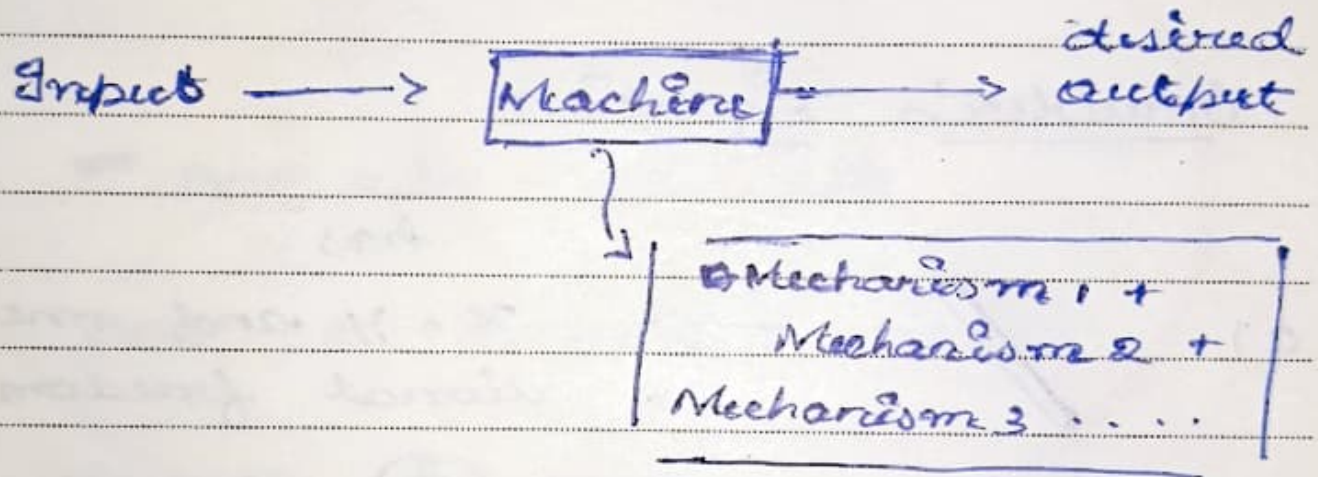 desired
Input → Machine → output
Mechanism 1 +
Mechanism 2 +
Mechanism 3 ....